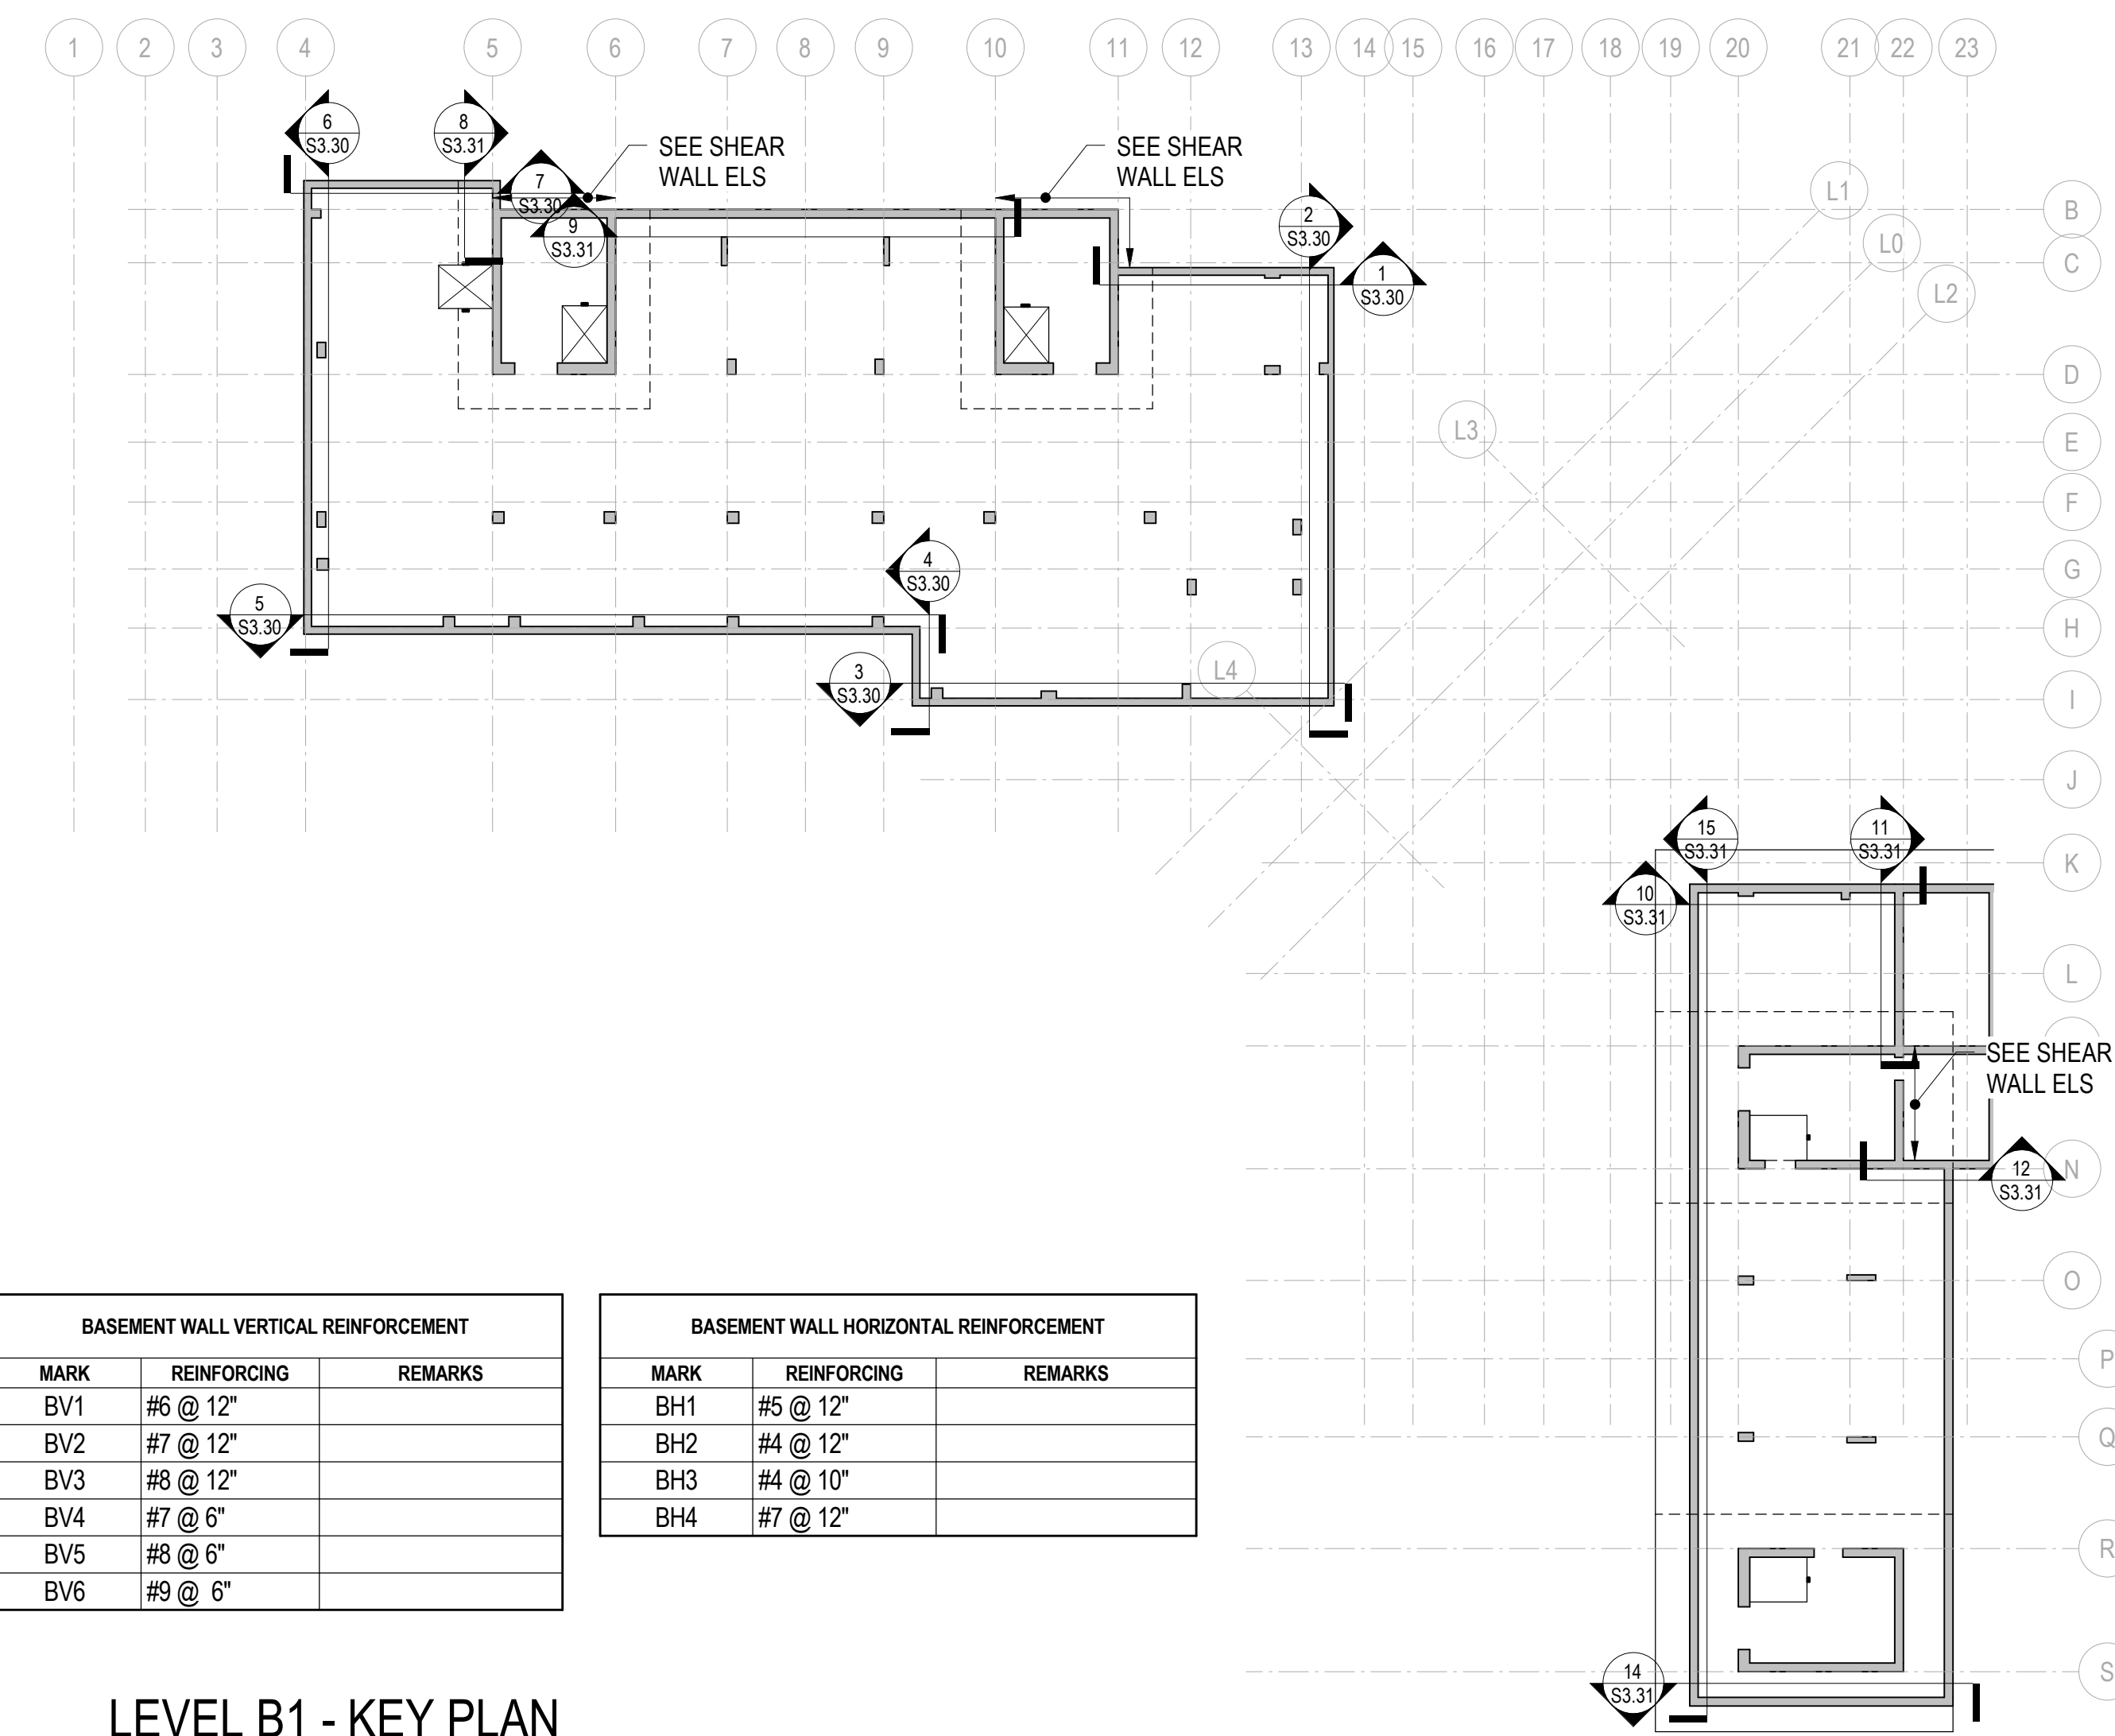 1 2 3 4 5 6 7 8 9 10 11 12 13 14 15 16 17 18 19 20 21 22 23
6
S3.30
8
S3.31
SEE SHEAR
WALL ELS
SEE SHEAR
WALL ELS
7
S3.30
9
S3.31
2
S3.30
1
S3.30
L1
L0
L2
B
C
D
L3
E
F
4
S3.30
G
5
S3.30
H
3
S3.30
L4
I
J
15
S3.31
11
S3.31
K
10
S3.31
L
SEE SHEAR
WALL ELS
12
S3.31
N
O
P
Q
R
14
S3.31
S
BASEMENT WALL VERTICAL REINFORCEMENT
MARK REINFORCING REMARKS
BV1 #6 @ 12"
BV2 #7 @ 12"
BV3 #8 @ 12"
BV4 #7 @ 6"
BV5 #8 @ 6"
BV6 #9 @ 6"
BASEMENT WALL HORIZONTAL REINFORCEMENT
MARK REINFORCING REMARKS
BH1 #5 @ 12"
BH2 #4 @ 12"
BH3 #4 @ 10"
BH4 #7 @ 12"
LEVEL B1 - KEY PLAN